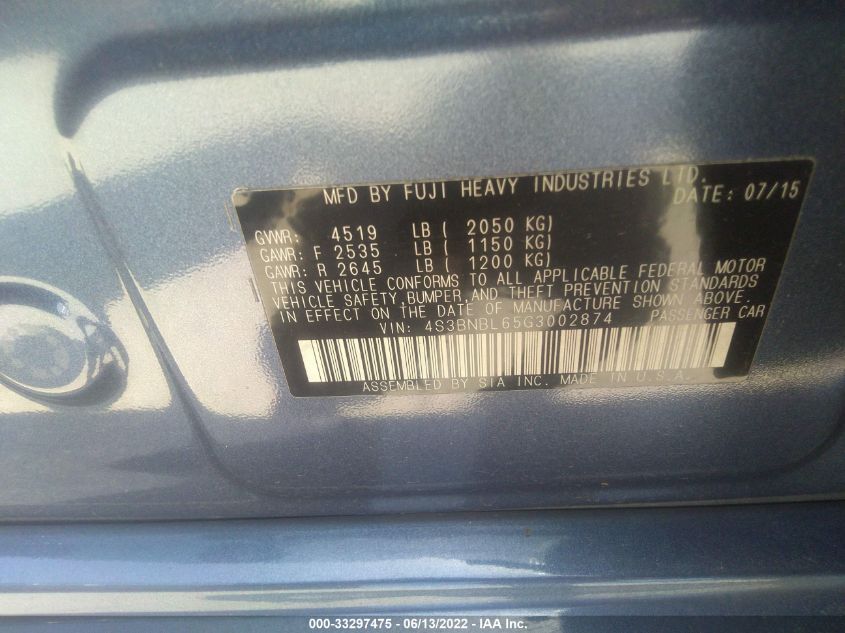 MFD BY FUJI HEAVY INDUSTRIES LTD.
DATE: 07/15
GVWR: 4519 LB ( 2050 KG)
GAWR: F 2535 LB ( 1150 KG)
GAWR: R 2645 LB ( 1200 KG)
THIS VEHICLE CONFORMS TO ALL APPLICABLE FEDERAL MOTOR
VEHICLE SAFETY, BUMPER, AND THEFT PREVENTION STANDARDS
IN EFFECT ON THE DATE OF MANUFACTURE SHOWN ABOVE.
VIN: 4S3BNBL65G3002874 PASSENGER CAR
ASSEMBLED BY SIA INC. MADE IN U.S.A.
000-33297475 - 06/13/2022 - IAA Inc.